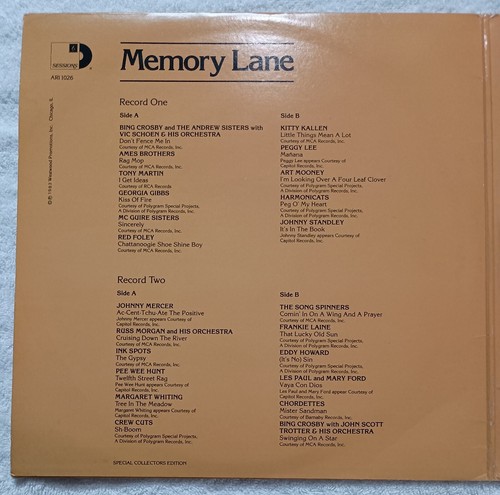 SESSIONS
AIRI 1026
© ℗ 1983 Westwood Promotions, Inc. Chicago, IL
Memory Lane
Record One
Side A
BING CROSBY and THE ANDREW SISTERS with
VIC SCHOEN & HIS ORCHESTRA
Don't Fence Me In
Courtesy of MCA Records, Inc.
AMES BROTHERS
Rag Mop
Courtesy of MCA Records, Inc.
TONY MARTIN
I Get Ideas
Courtesy of RCA Records
GEORGIA GIBBS
Kiss Of Fire
Courtesy of Polygram Special Projects,
A Division of Polygram Records, Inc.
MC GUIRE SISTERS
Sincerely
Courtesy of MCA Records, Inc.
RED FOLEY
Chattanoogie Shoe Shine Boy
Courtesy of MCA Records, Inc.
Side B
KITTY KALLEN
Little Things Mean A Lot
Courtesy of MCA Records, Inc.
PEGGY LEE
Mañana
Peggy Lee appears Courtesy of
Capitol Records, Inc.
ART MOONEY
I'm Looking Over A Four Leaf Clover
Courtesy of Polygram Special Projects,
A Division of Polygram Records, Inc.
HARMONICATS
Peg O' My Heart
Courtesy of Polygram Special Projects,
A Division of Polygram Records, Inc.
JOHNNY STANDLEY
It's In The Book
Johnny Standley appears Courtesy of
Capitol Records, Inc.
Record Two
Side A
JOHNNY MERCER
Ac-Cent-Tchu-Ate The Positive
Johnny Mercer appears Courtesy of
Capitol Records, Inc.
RUSS MORGAN and HIS ORCHESTRA
Cruising Down The River
Courtesy of MCA Records, Inc.
INK SPOTS
The Gypsy
Courtesy of MCA Records, Inc.
PEE WEE HUNT
Twelfth Street Rag
Pee Wee Hunt appears Courtesy of
Capitol Records, Inc.
MARGARET WHITING
Tree In The Meadow
Margaret Whiting appears Courtesy of
Capitol Records, Inc.
CREW CUTS
Sh-Boom
Courtesy of Polygram Special Projects,
A Division of Polygram Records, Inc.
Side B
THE SONG SPINNERS
Comin' In On A Wing And A Prayer
Courtesy of MCA Records, Inc.
FRANKIE LAINE
That Lucky Old Sun
Courtesy of Polygram Special Projects,
A Division of Polygram Records, Inc.
EDDY HOWARD
(It's No) Sin
Courtesy of Polygram Special Projects,
A Division of Polygram Records, Inc.
LES PAUL and MARY FORD
Vaya Con Dios
Les Paul and Mary Ford appear Courtesy of
Capitol Records, Inc.
CHORDETTES
Mister Sandman
Courtesy of Barnaby Records, Inc.
BING CROSBY with JOHN SCOTT
TROTTER & HIS ORCHESTRA
Swinging On A Star
Courtesy of MCA Records, Inc.
SPECIAL COLLECTORS EDITION